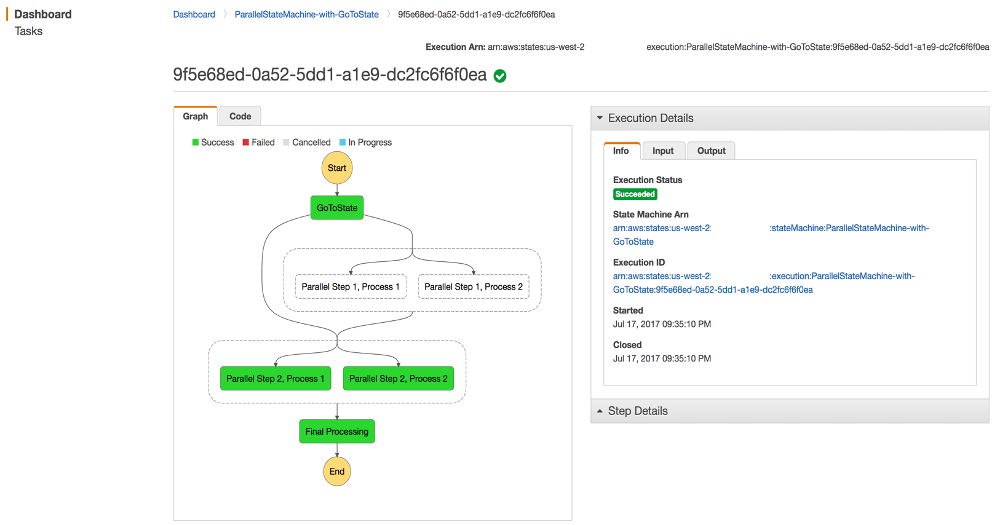 Dashboard
Tasks
Dashboard ParallelStateMachine-with-GoToState 9f5e68ed-0a52-5dd1-a1e9-dc2fc6f6f0ea
Execution Arn: arn:aws:states:us-west-2: execution:ParallelStateMachine-with-GoToState:9f5e68ed-0a52-5dd1-a1e9-dc2fc6f6f0ea
9f5e68ed-0a52-5dd1-a1e9-dc2fc6f6f0ea
Graph Code
Success Failed Cancelled In Progress
Start
GoToState
Parallel Step 1, Process 1 Parallel Step 1, Process 2
Parallel Step 2, Process 1 Parallel Step 2, Process 2
Final Processing
End
Execution Details
Info Input Output
Execution Status
Succeeded
State Machine Arn
arn:aws:states:us-west-2: :stateMachine:ParallelStateMachine-with-
GoToState
Execution ID
arn:aws:states:us-west-2: :execution:ParallelStateMachine-with-
GoToState:9f5e68ed-0a52-5dd1-a1e9-dc2fc6f6f0ea
Started
Jul 17, 2017 09:35:10 PM
Closed
Jul 17, 2017 09:35:10 PM
Step Details